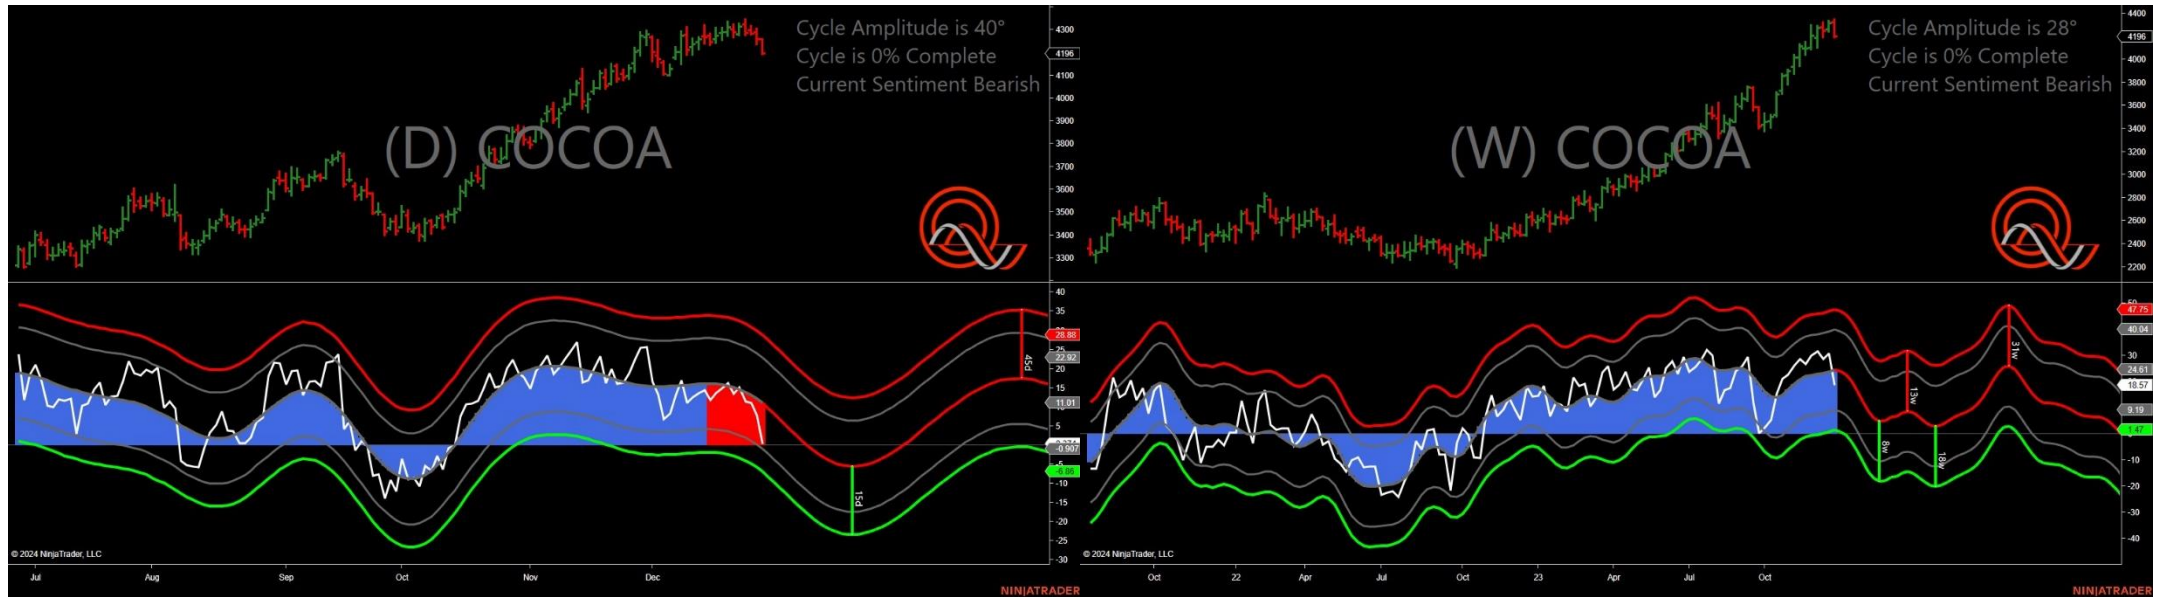 Cycle Amplitude is 40°
Cycle is 0% Complete
Current Sentiment Bearish
(D) COCOA
4300
4196
4100
4000
3900
3800
3700
3600
3500
3400
3300
40
35
28.88
25
22.92
20
15
11.01
5
-0.907
-5
-6.86
-10
-15
-20
-25
-30
45d
15d
© 2024 NinjaTrader, LLC
Jul Aug Sep Oct Nov Dec
NINJATRADER
Cycle Amplitude is 28°
Cycle is 0% Complete
Current Sentiment Bearish
(W) COCOA
4400
4196
4000
3800
3600
3400
3200
3000
2800
2600
2400
2200
50
47.75
40.04
30
24.61
18.57
9.19
1.47
-10
-20
-30
-40
13w
31w
8w
18w
© 2024 NinjaTrader, LLC
Oct 22 Apr Jul Oct 23 Apr Jul Oct
NINJATRADER